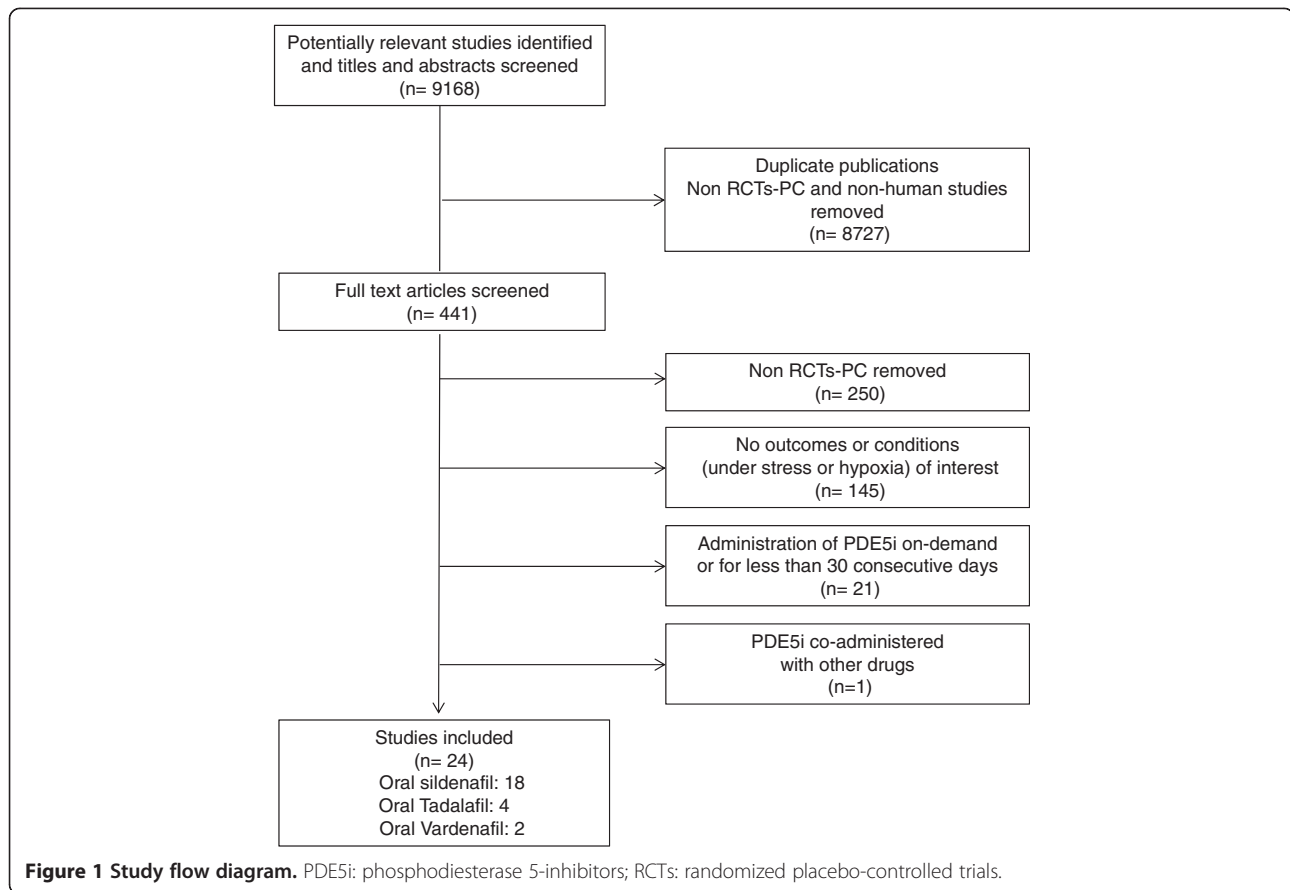 Potentially relevant studies identified
and titles and abstracts screened
(n= 9168)
Duplicate publications
Non RCTs-PC and non-human studies
removed
(n= 8727)
Full text articles screened
(n= 441)
Non RCTs-PC removed
(n= 250)
No outcomes or conditions
(under stress or hypoxia) of interest
(n= 145)
Administration of PDE5i on-demand
or for less than 30 consecutive days
(n= 21)
PDE5i co-administered
with other drugs
(n=1)
Studies included
(n= 24)
Oral sildenafil: 18
Oral Tadalafil: 4
Oral Vardenafil: 2
Figure 1 Study flow diagram. PDE5i: phosphodiesterase 5-inhibitors; RCTs: randomized placebo-controlled trials.